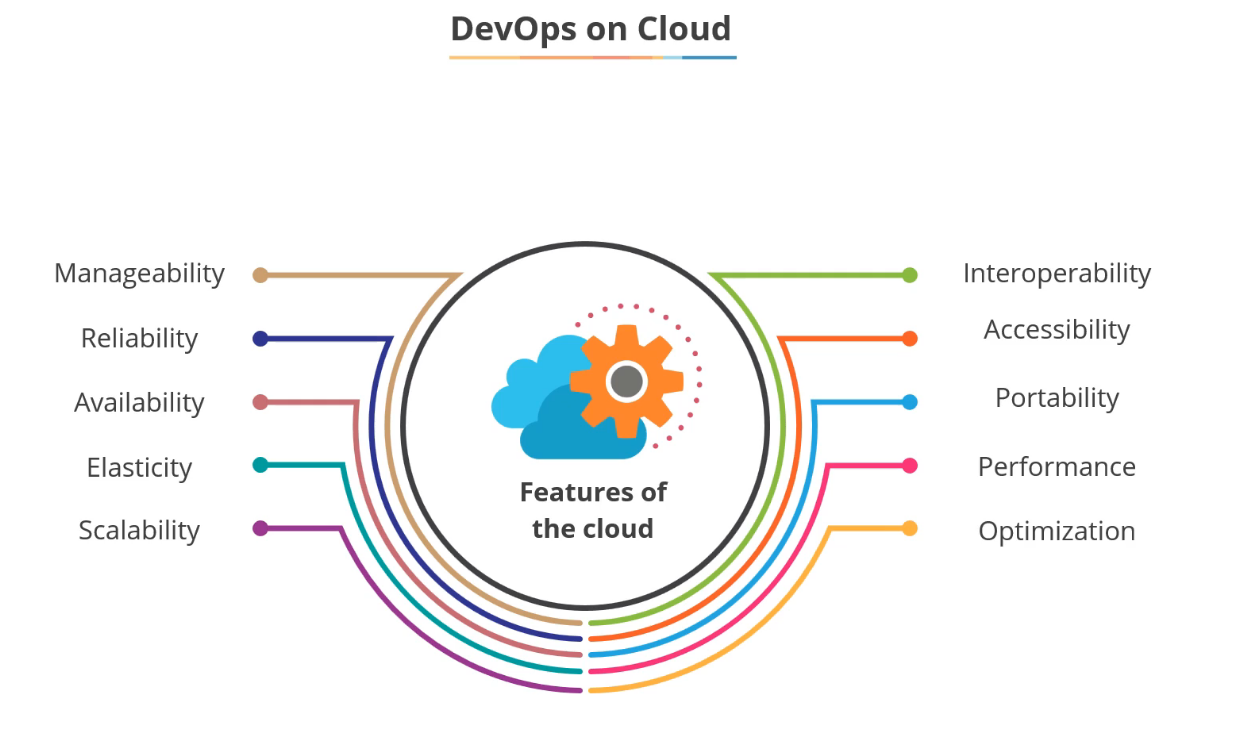 DevOps on Cloud
Manageability
Reliability
Availability
Elasticity
Scalability
Features of
the cloud
Interoperability
Accessibility
Portability
Performance
Optimization